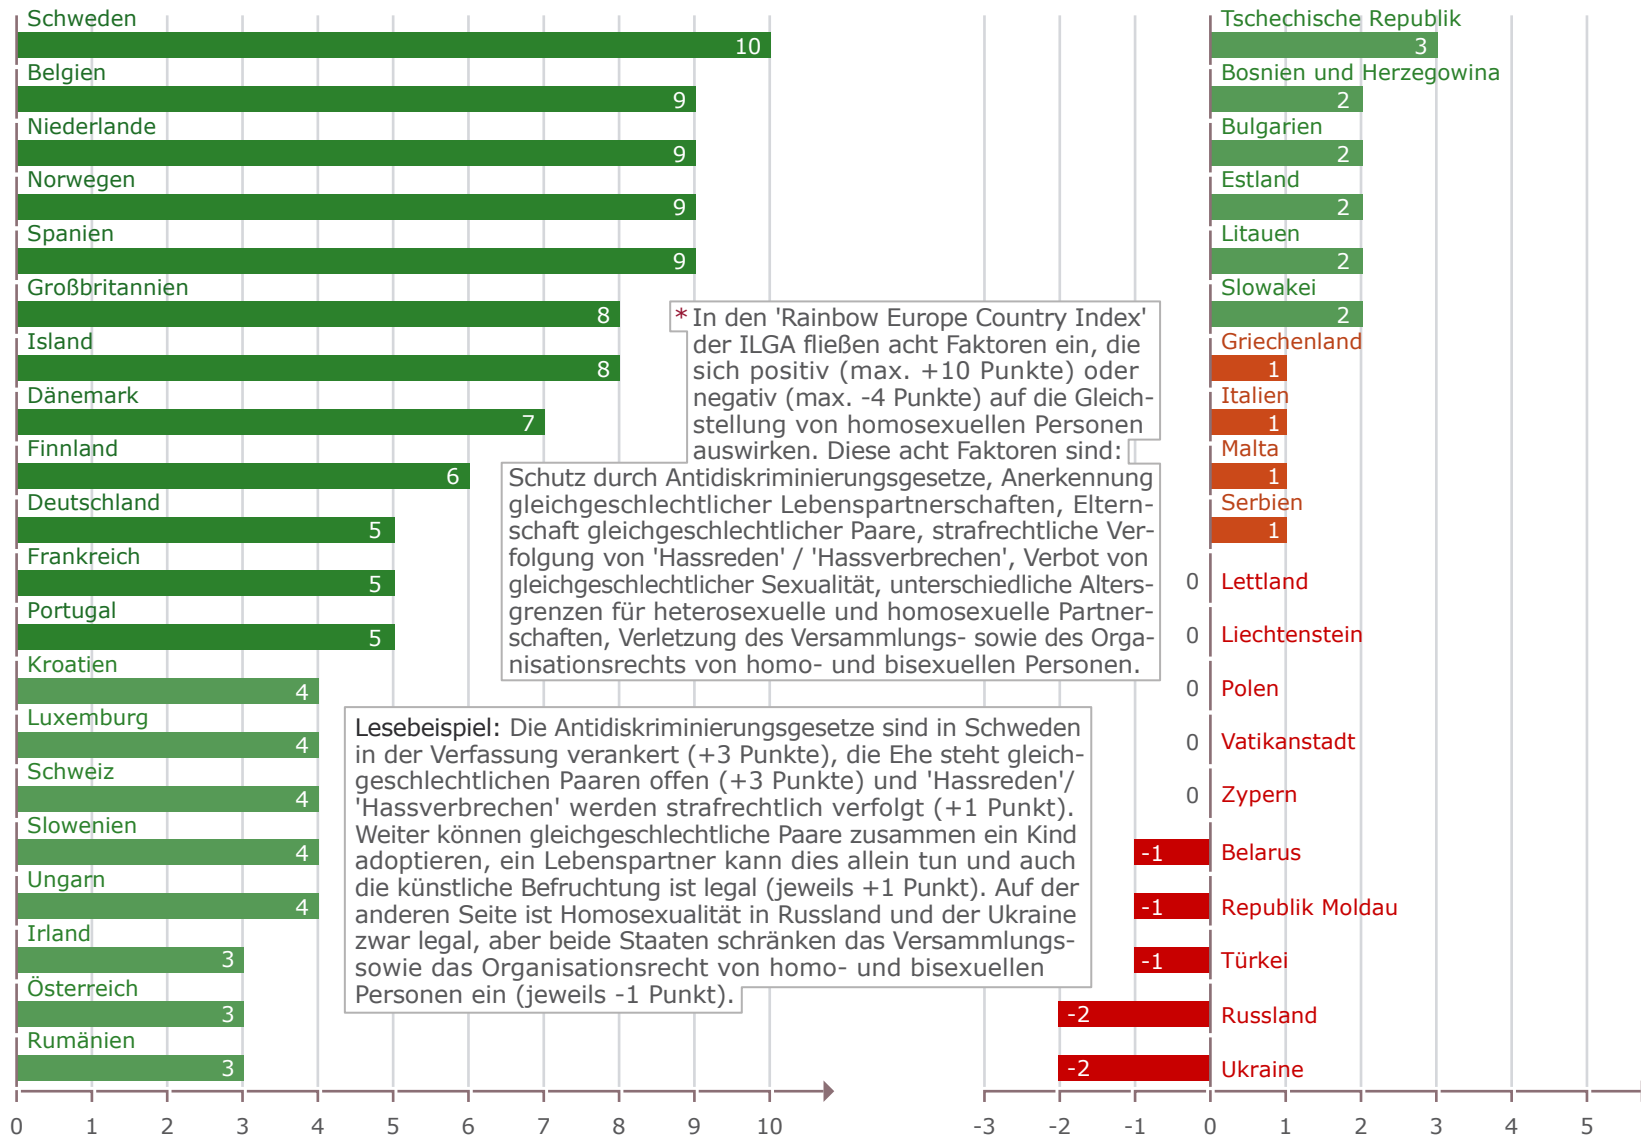 Schweden
10
Belgien
9
Niederlande
9
Norwegen
9
Spanien
9
Großbritannien
8
Island
8
Dänemark
7
Finnland
6
Deutschland
5
Frankreich
5
Portugal
5
Kroatien
4
Luxemburg
4
Schweiz
4
Slowenien
4
Ungarn
4
Irland
3
Österreich
3
Rumänien
3
0 1 2 3 4 5 6 7 8 9 10
* In den 'Rainbow Europe Country Index'
der ILGA fließen acht Faktoren ein, die
sich positiv (max. +10 Punkte) oder
negativ (max. -4 Punkte) auf die Gleich-
stellung von homosexuellen Personen
auswirken. Diese acht Faktoren sind:
Schutz durch Antidiskriminierungsgesetze, Anerkennung
gleichgeschlechtlicher Lebenspartnerschaften, Eltern-
schaft gleichgeschlechtlicher Paare, strafrechtliche Ver-
folgung von 'Hassreden' / 'Hassverbrechen', Verbot von
gleichgeschlechtlicher Sexualität, unterschiedliche Alters-
grenzen für heterosexuelle und homosexuelle Partner-
schaften, Verletzung des Versammlungs- sowie des Orga-
nisationsrechts von homo- und bisexuellen Personen.
Lesebeispiel: Die Antidiskriminierungsgesetze sind in Schweden
in der Verfassung verankert (+3 Punkte), die Ehe steht gleich-
geschlechtlichen Paaren offen (+3 Punkte) und 'Hassreden'/
'Hassverbrechen' werden strafrechtlich verfolgt (+1 Punkt).
Weiter können gleichgeschlechtliche Paare zusammen ein Kind
adoptieren, ein Lebenspartner kann dies allein tun und auch
die künstliche Befruchtung ist legal (jeweils +1 Punkt). Auf der
anderen Seite ist Homosexualität in Russland und der Ukraine
zwar legal, aber beide Staaten schränken das Versammlungs-
sowie das Organisationsrecht von homo- und bisexuellen
Personen ein (jeweils -1 Punkt).
Tschechische Republik
3
Bosnien und Herzegowina
2
Bulgarien
2
Estland
2
Litauen
2
Slowakei
2
Griechenland
1
Italien
1
Malta
1
Serbien
1
0 Lettland
0 Liechtenstein
0 Polen
0 Vatikanstadt
0 Zypern
-1 Belarus
-1 Republik Moldau
-1 Türkei
-2 Russland
-2 Ukraine
-3 -2 -1 0 1 2 3 4 5